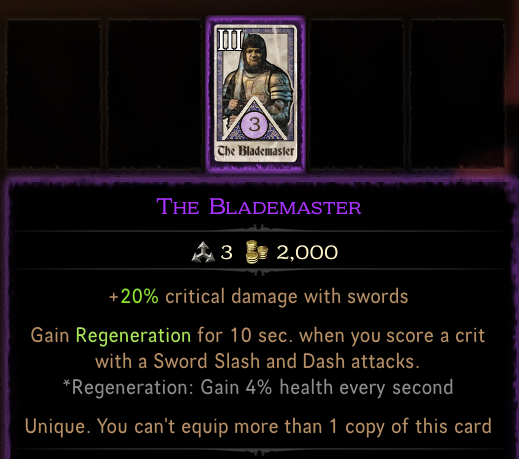 III
3
The Blademaster
The Blademaster
3 2,000
+20% critical damage with swords
Gain Regeneration for 10 sec. when you score a crit
with a Sword Slash and Dash attacks.
*Regeneration: Gain 4% health every second
Unique. You can't equip more than 1 copy of this card